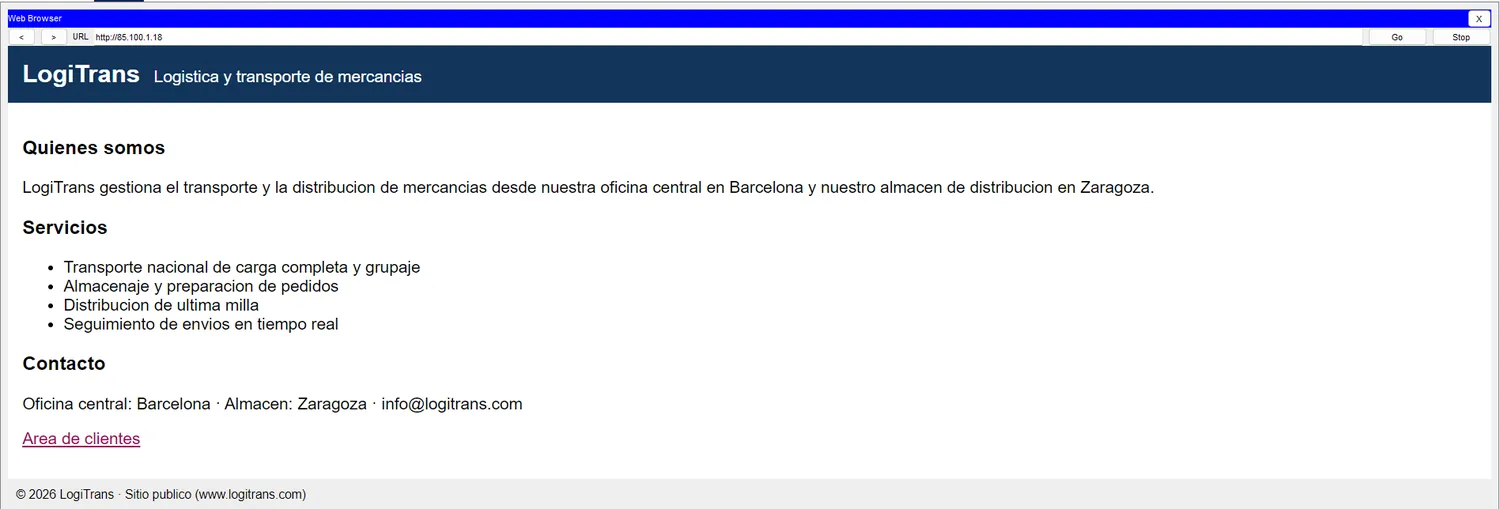 Web Browser X
< > URL http://85.100.1.18 Go Stop
LogiTrans Logistica y transporte de mercancias
Quienes somos
LogiTrans gestiona el transporte y la distribucion de mercancias desde nuestra oficina central en Barcelona y nuestro almacen de distribucion en Zaragoza.
Servicios
• Transporte nacional de carga completa y grupaje
• Almacenaje y preparacion de pedidos
• Distribucion de ultima milla
• Seguimiento de envios en tiempo real
Contacto
Oficina central: Barcelona · Almacen: Zaragoza · info@logitrans.com
Area de clientes
© 2026 LogiTrans · Sitio publico (www.logitrans.com)